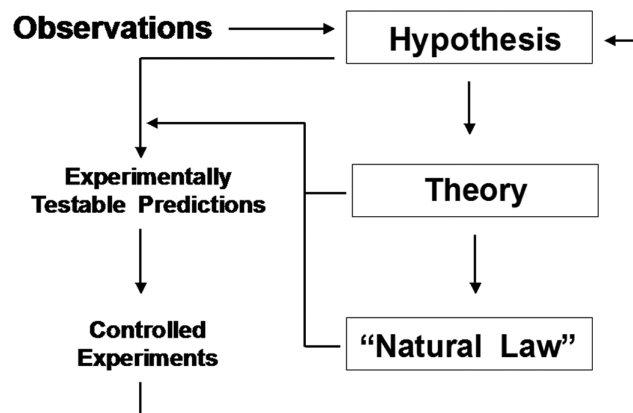 Observations
Hypothesis
Experimentally
Testable Predictions
Theory
Controlled
Experiments
“Natural Law”